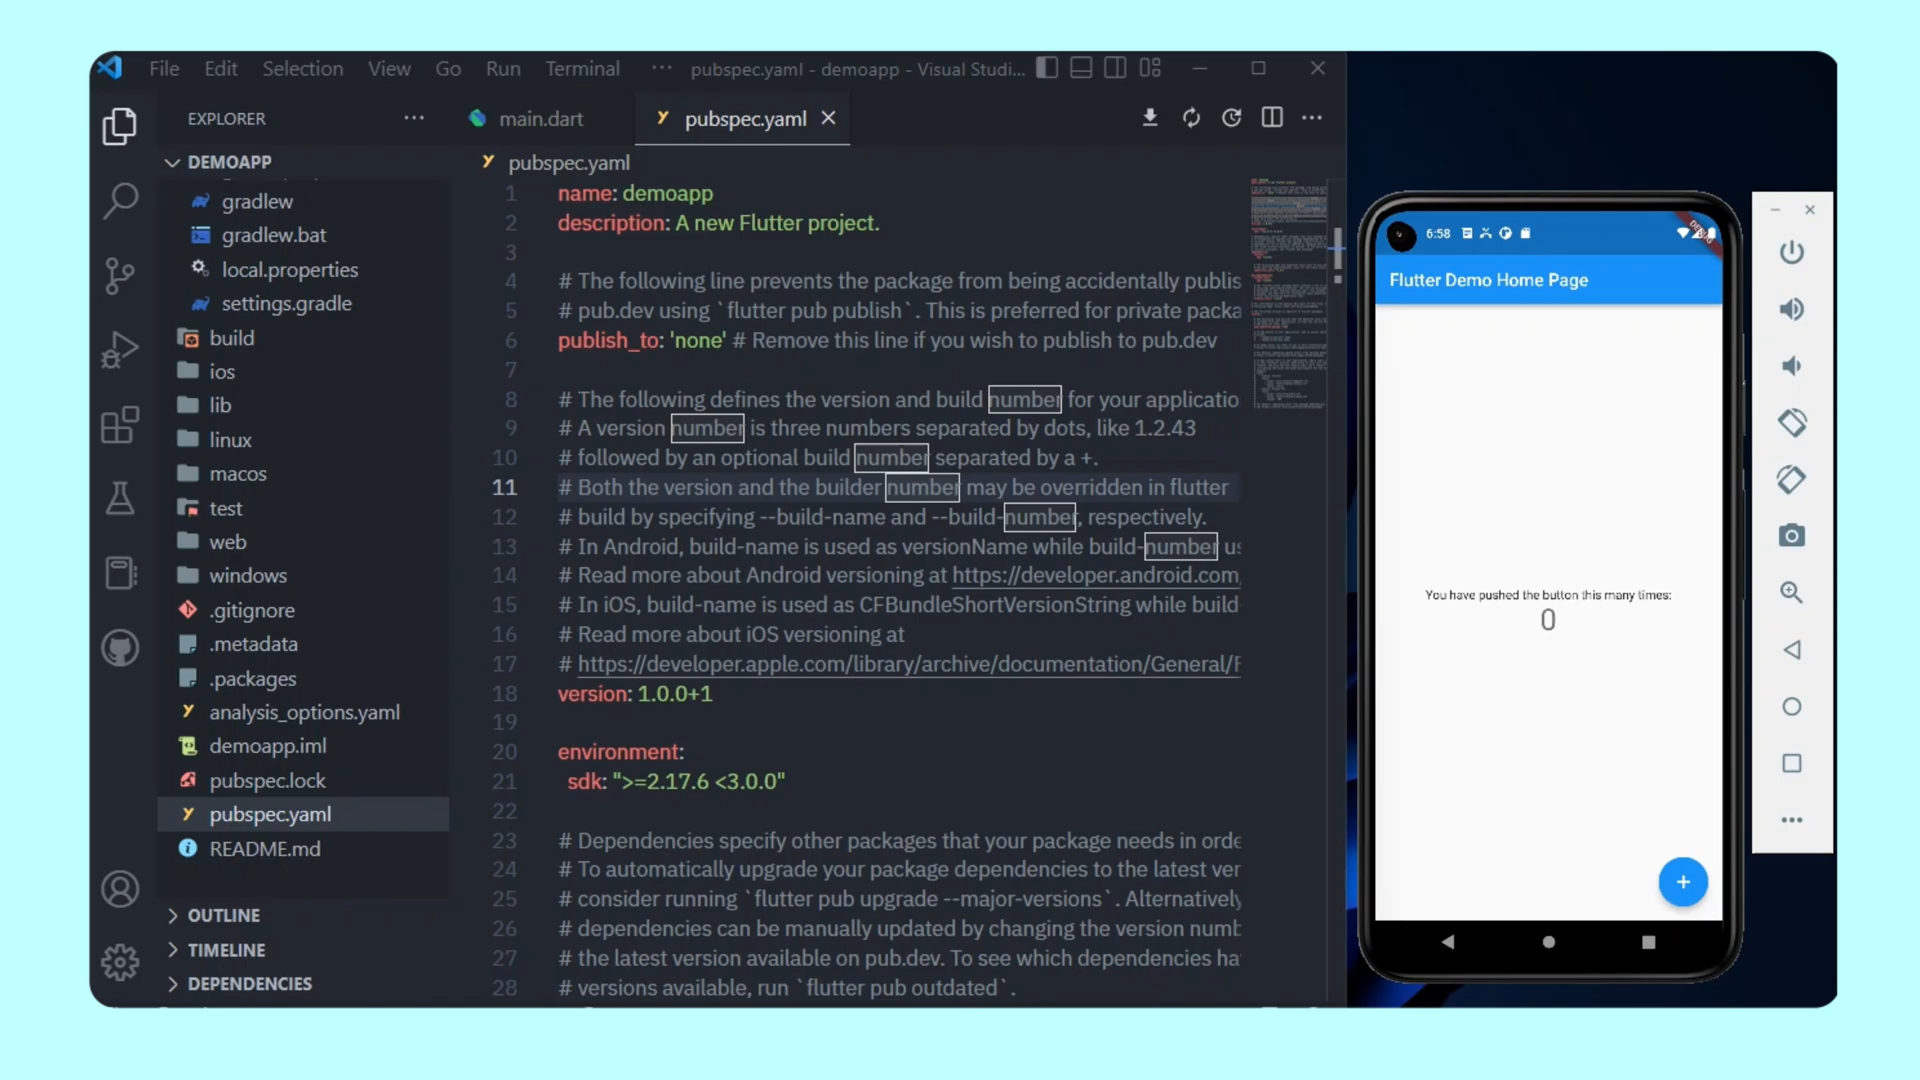 File Edit Selection View Go Run Terminal ··· pubspec.yaml - demoapp - Visual Studi...
EXPLORER ···
main.dart
pubspec.yaml
DEMOAPP
gradlew
gradlew.bat
local.properties
settings.gradle
build
ios
lib
linux
macos
test
web
windows
.gitignore
.metadata
.packages
analysis_options.yaml
demoapp.iml
pubspec.lock
pubspec.yaml
README.md
OUTLINE
TIMELINE
DEPENDENCIES
pubspec.yaml
1 name: demoapp
2 description: A new Flutter project.
3
4 # The following line prevents the package from being accidentally publis
5 # pub.dev using `flutter pub publish`. This is preferred for private packa
6 publish_to: 'none' # Remove this line if you wish to publish to pub.dev
7
8 # The following defines the version and build number for your applicatio
9 # A version number is three numbers separated by dots, like 1.2.43
10 # followed by an optional build number separated by a +.
11 # Both the version and the builder number may be overridden in flutter
12 # build by specifying --build-name and --build-number, respectively.
13 # In Android, build-name is used as versionName while build-number us
14 # Read more about Android versioning at https://developer.android.com,
15 # In iOS, build-name is used as CFBundleShortVersionString while build
16 # Read more about iOS versioning at
17 # https://developer.apple.com/library/archive/documentation/General/F
18 version: 1.0.0+1
19
20 environment:
21 sdk: ">=2.17.6 <3.0.0"
22
23 # Dependencies specify other packages that your package needs in orde
24 # To automatically upgrade your package dependencies to the latest ver
25 # consider running `flutter pub upgrade --major-versions`. Alternatively
26 # dependencies can be manually updated by changing the version numb
27 # the latest version available on pub.dev. To see which dependencies ha
28 # versions available, run `flutter pub outdated`.
6:58
DEBUG
Flutter Demo Home Page
You have pushed the button this many times:
0
+